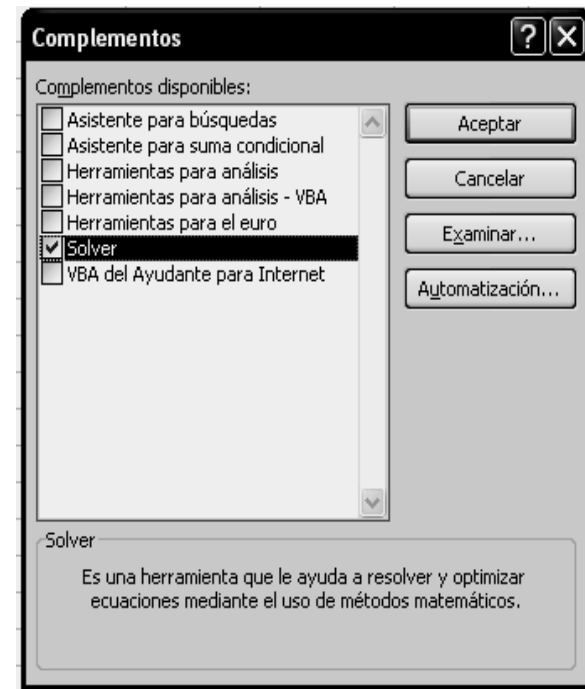 Complementos
Complementos disponibles:
Asistente para búsquedas
Asistente para suma condicional
Herramientas para análisis
Herramientas para análisis - VBA
Herramientas para el euro
Solver
VBA del Ayudante para Internet
Aceptar
Cancelar
Examinar...
Automatización...
Solver
Es una herramienta que le ayuda a resolver y optimizar
ecuaciones mediante el uso de métodos matemáticos.